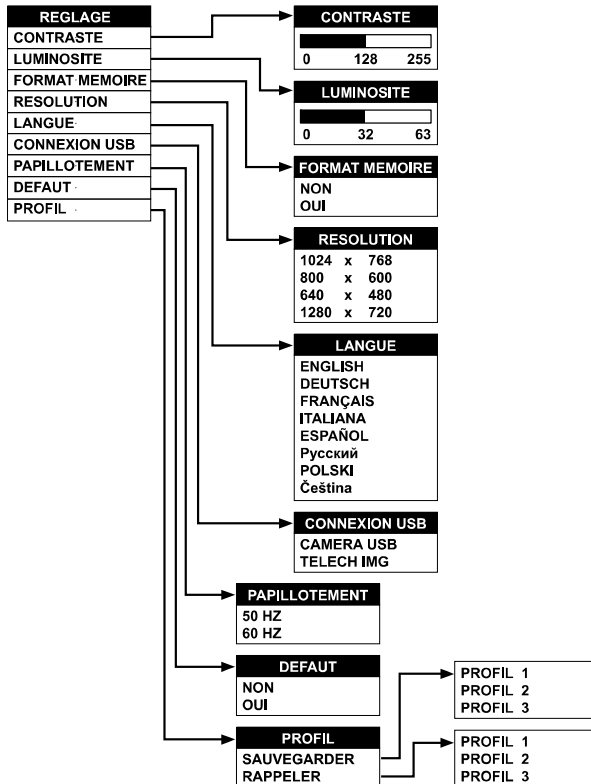 REGLAGE
CONTRASTE
LUMINOSITE
FORMAT MEMOIRE
RESOLUTION
LANGUE
CONNEXION USB
PAPILLOTEMENT
DEFAUT
PROFIL
CONTRASTE
0 128 255
LUMINOSITE
0 32 63
FORMAT MEMOIRE
NON
OUI
RESOLUTION
1024 x 768
800 x 600
640 x 480
1280 x 720
LANGUE
ENGLISH
DEUTSCH
FRANÇAIS
ITALIANA
ESPAÑOL
Русский
POLSKI
Čeština
CONNEXION USB
CAMERA USB
TELECH IMG
PAPILLOTEMENT
50 HZ
60 HZ
DEFAUT
NON
OUI
PROFIL
SAUVEGARDER
RAPPELER
PROFIL 1
PROFIL 2
PROFIL 3
PROFIL 1
PROFIL 2
PROFIL 3